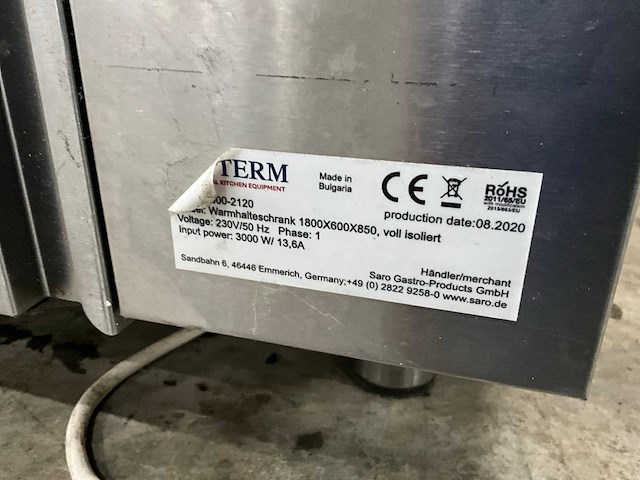 TERM
KITCHEN EQUIPMENT
Made in
Bulgaria
CE
RoHS
2011/65/EU
00-2120
production date:08.2020
Warmhalteschrank 1800X600X850, voll isoliert
Voltage: 230V/50 Hz Phase: 1
Input power: 3000 W/ 13,6A
Händler/merchant
Saro Gastro-Products GmbH
Sandbahn 6, 46446 Emmerich, Germany;+49 (0) 2822 9258-0 www.saro.de